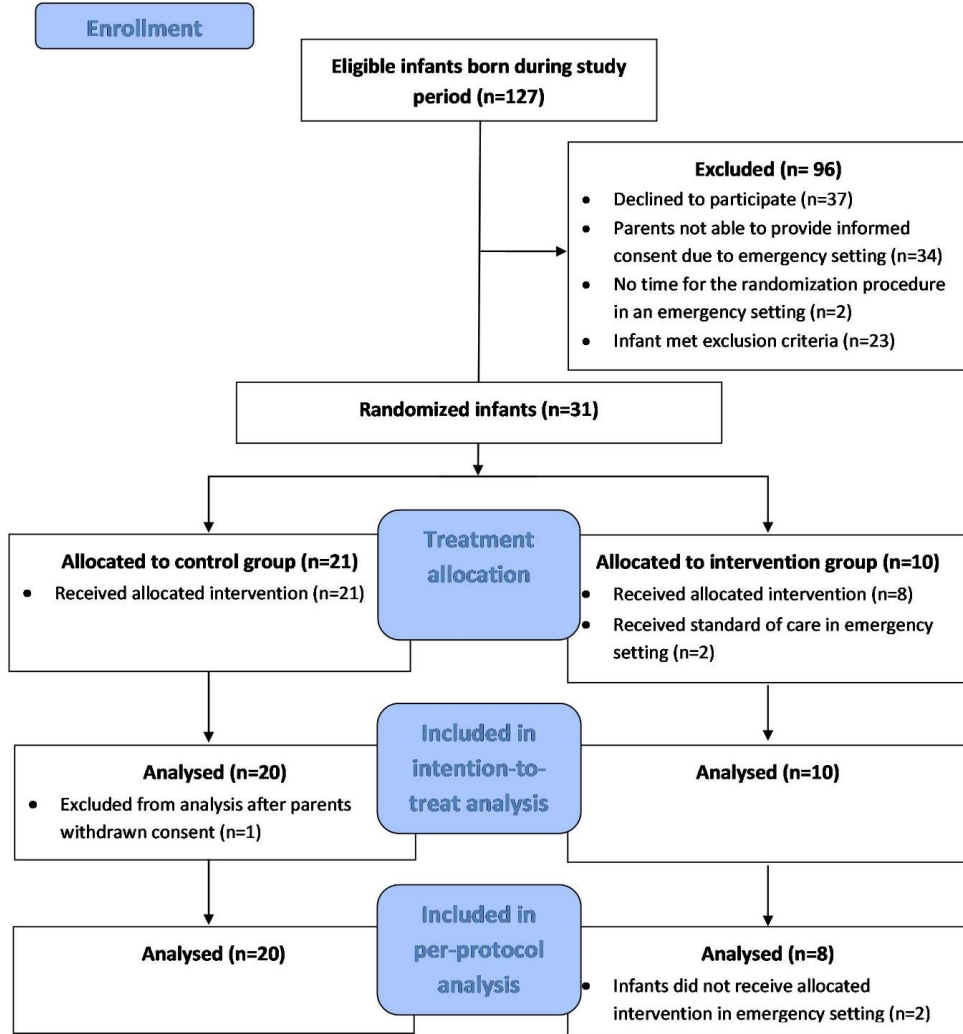 Enrollment
Eligible infants born during study
period (n=127)
Excluded (n= 96)
• Declined to participate (n=37)
• Parents not able to provide informed
consent due to emergency setting (n=34)
• No time for the randomization procedure
in an emergency setting (n=2)
• Infant met exclusion criteria (n=23)
Randomized infants (n=31)
Treatment
allocation
Allocated to control group (n=21)
• Received allocated intervention (n=21)
Allocated to intervention group (n=10)
• Received allocated intervention (n=8)
• Received standard of care in emergency
setting (n=2)
Included in
intention-to-
treat analysis
Analysed (n=20)
• Excluded from analysis after parents
withdrawn consent (n=1)
Analysed (n=10)
Included in
per-protocol
analysis
Analysed (n=20)
Analysed (n=8)
• Infants did not receive allocated
intervention in emergency setting (n=2)